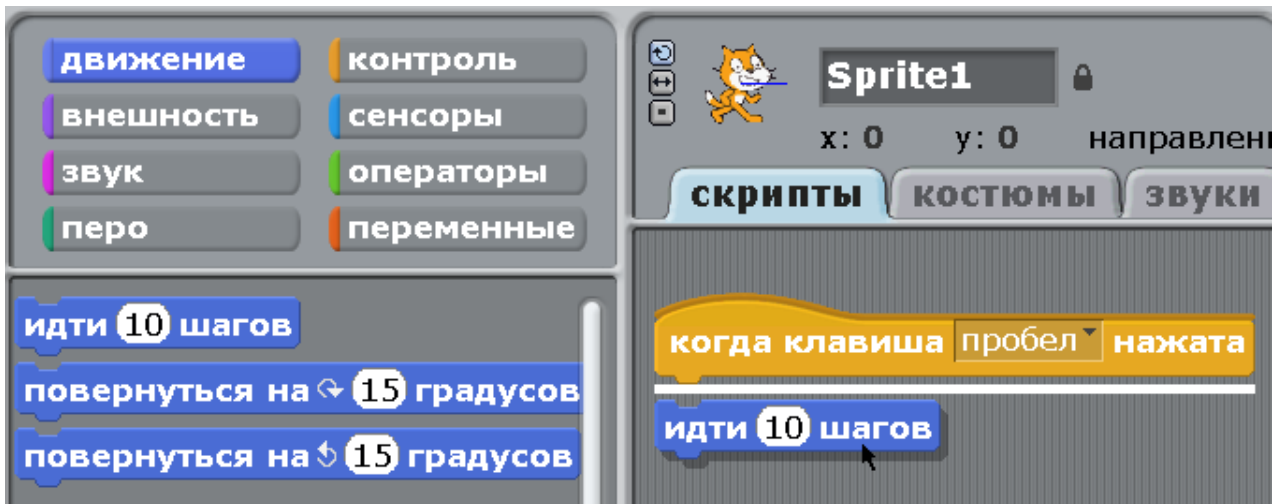 движение
контроль
внешность
сенсоры
звук
операторы
перо
переменные
идти 10 шагов
повернуться на 15 градусов
повернуться на 15 градусов
Sprite1
x: 0 y: 0 направлен
скрипты
костюмы
звуки
когда клавиша пробел нажата
идти 10 шагов